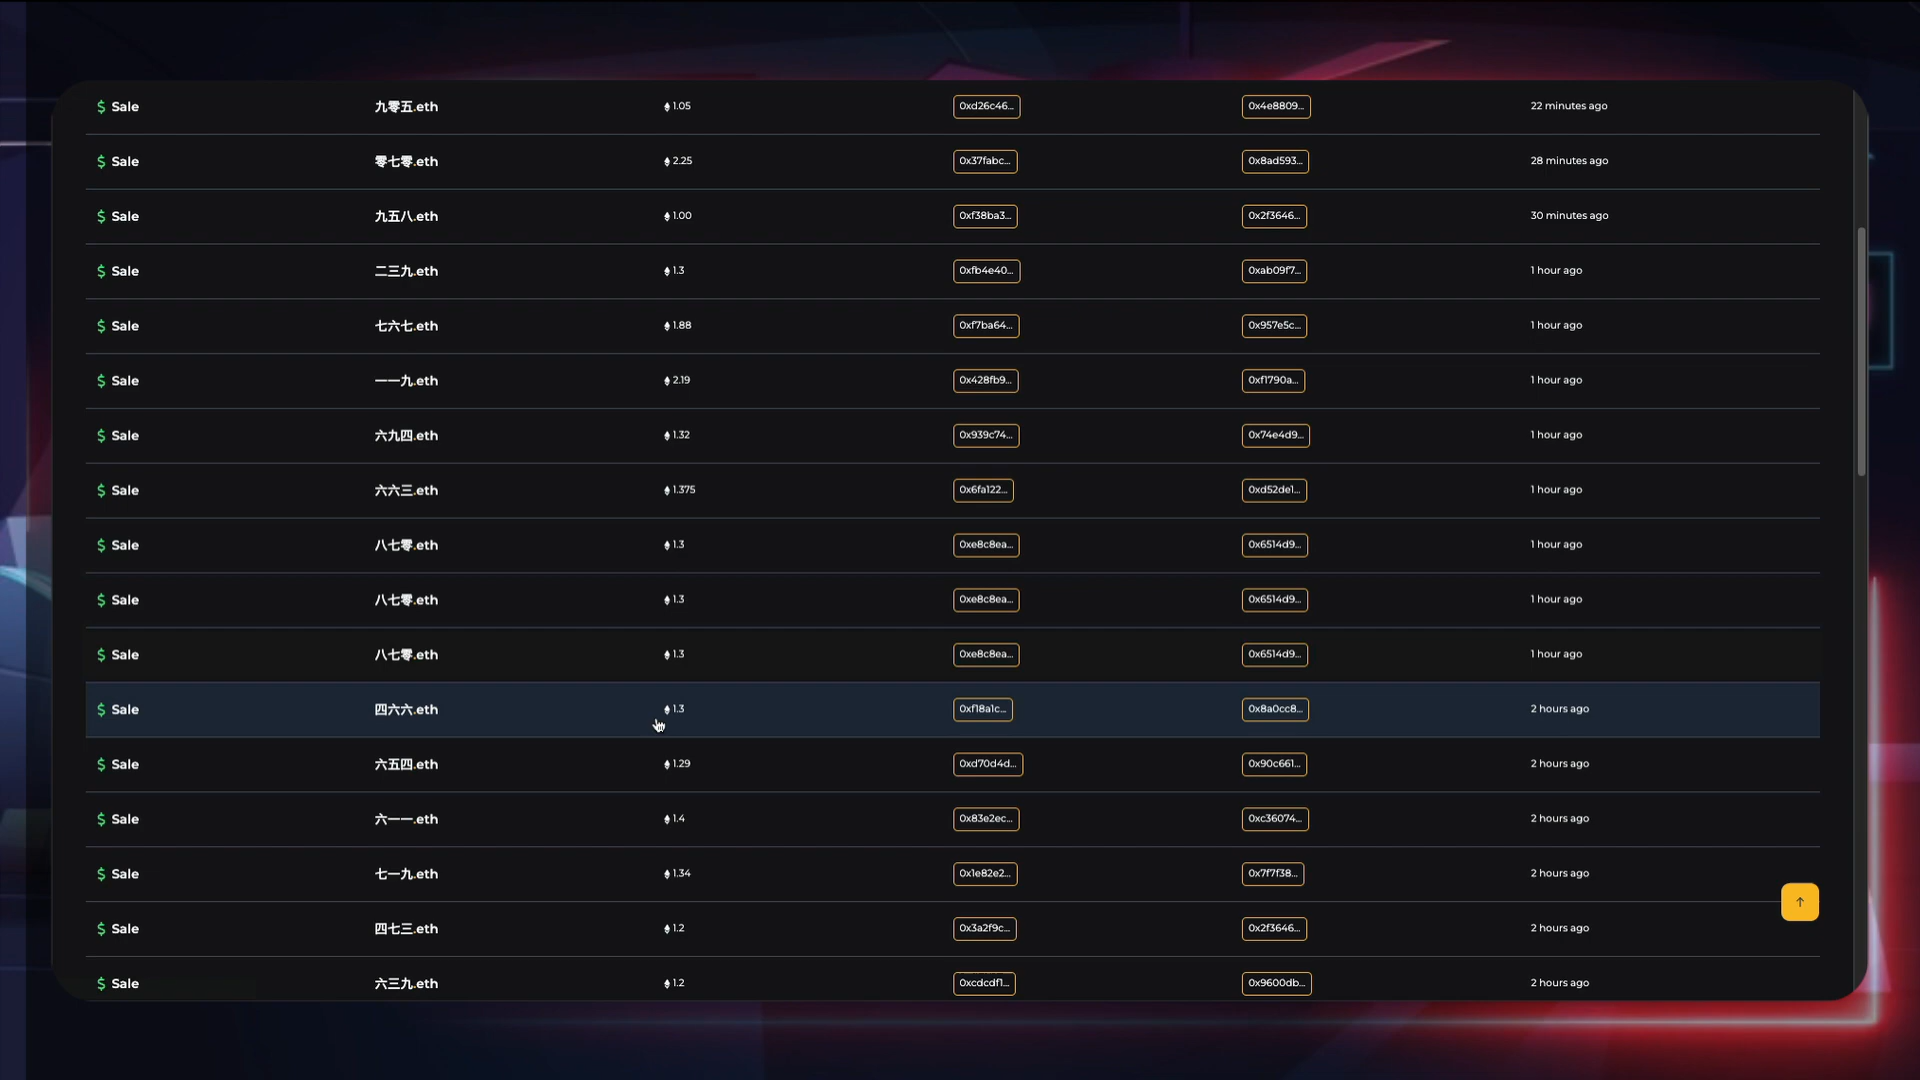 $ Sale 九零五.eth 1.05 0xd26c46... 0x4e8809... 22 minutes ago
$ Sale 零七零.eth 2.25 0x37fabc... 0x8ad593... 28 minutes ago
$ Sale 九五八.eth 1.00 0xf38ba3... 0x2f3646... 30 minutes ago
$ Sale 二三九.eth 1.3 0xfb4e40... 0xab09f7... 1 hour ago
$ Sale 七六七.eth 1.88 0xf7ba64... 0x957e5c... 1 hour ago
$ Sale 一一九.eth 2.19 0x428fb9... 0xf1790a... 1 hour ago
$ Sale 六九四.eth 1.32 0x939c74... 0x74e4d9... 1 hour ago
$ Sale 六六三.eth 1.375 0x6fa122... 0xd52de1... 1 hour ago
$ Sale 八七零.eth 1.3 0xe8c8ea... 0x6514d9... 1 hour ago
$ Sale 八七零.eth 1.3 0xe8c8ea... 0x6514d9... 1 hour ago
$ Sale 八七零.eth 1.3 0xe8c8ea... 0x6514d9... 1 hour ago
$ Sale 四六六.eth 1.3 0xf18a1c... 0x8a0cc8... 2 hours ago
$ Sale 六五四.eth 1.29 0xd70d4d... 0x90c661... 2 hours ago
$ Sale 六一一.eth 1.4 0x83e2ec... 0xc36074... 2 hours ago
$ Sale 七一九.eth 1.34 0x1e82e2... 0x7f7f38... 2 hours ago
$ Sale 四七三.eth 1.2 0x3a2f9c... 0x2f3646... 2 hours ago
$ Sale 六三九.eth 1.2 0xcdcdf1... 0x9600db... 2 hours ago